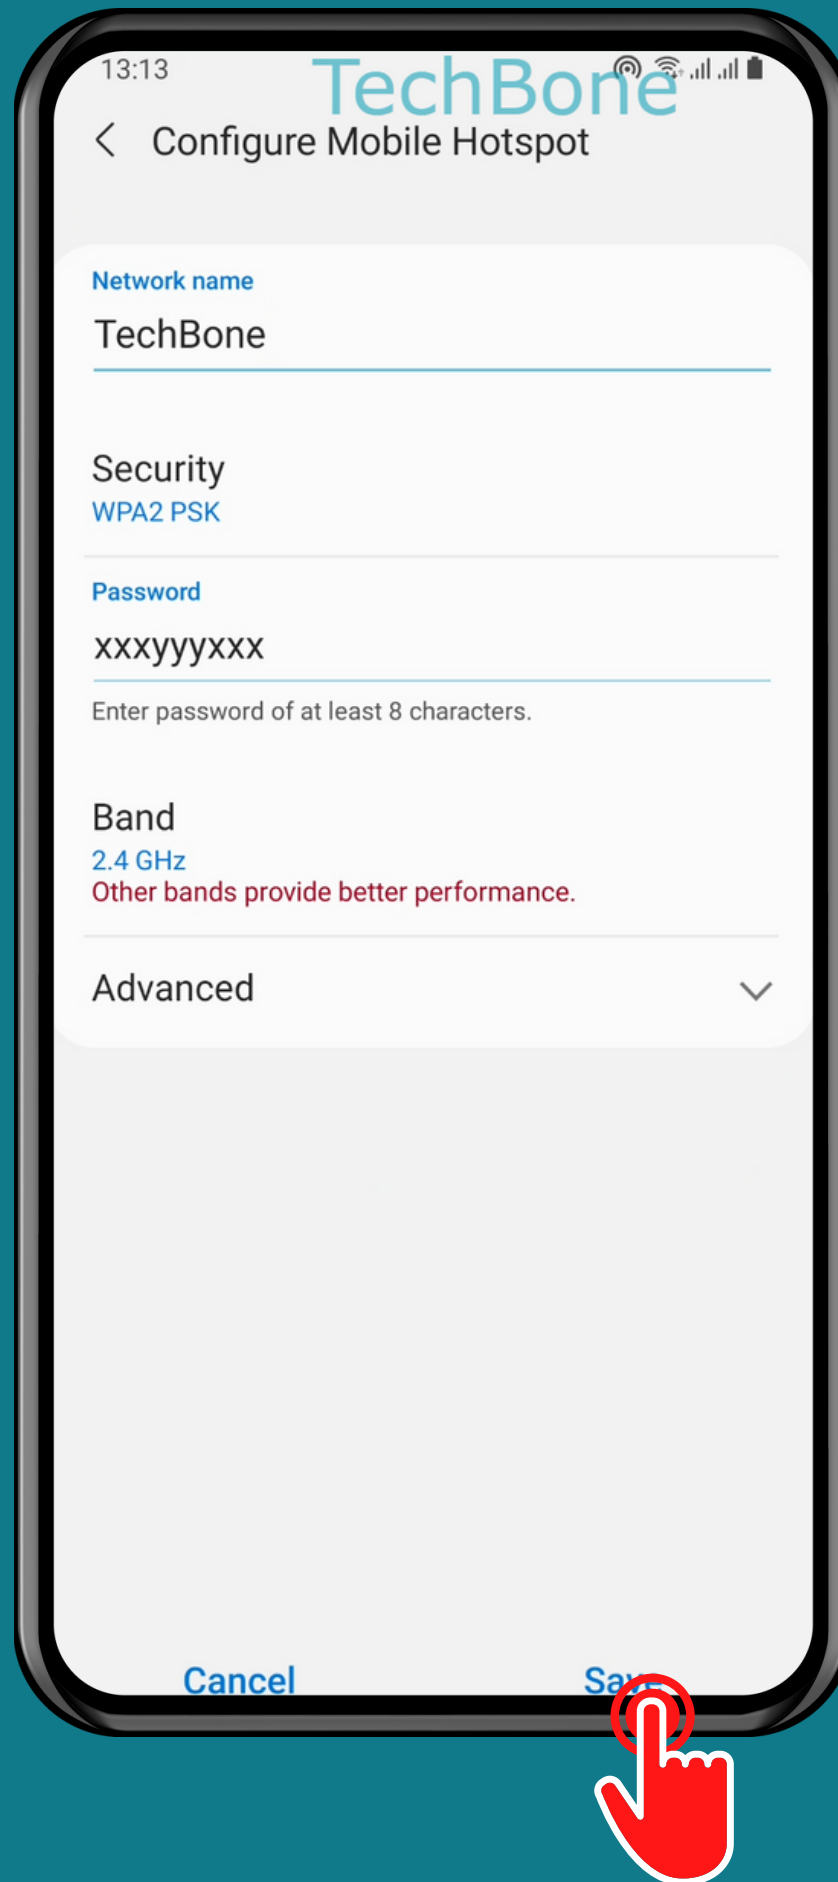 13:13
TechBone
Configure Mobile Hotspot
Network name
TechBone
Security
WPA2 PSK
Password
xxxyyyxxx
Enter password of at least 8 characters.
Band
2.4 GHz
Other bands provide better performance.
Advanced
Cancel
Save